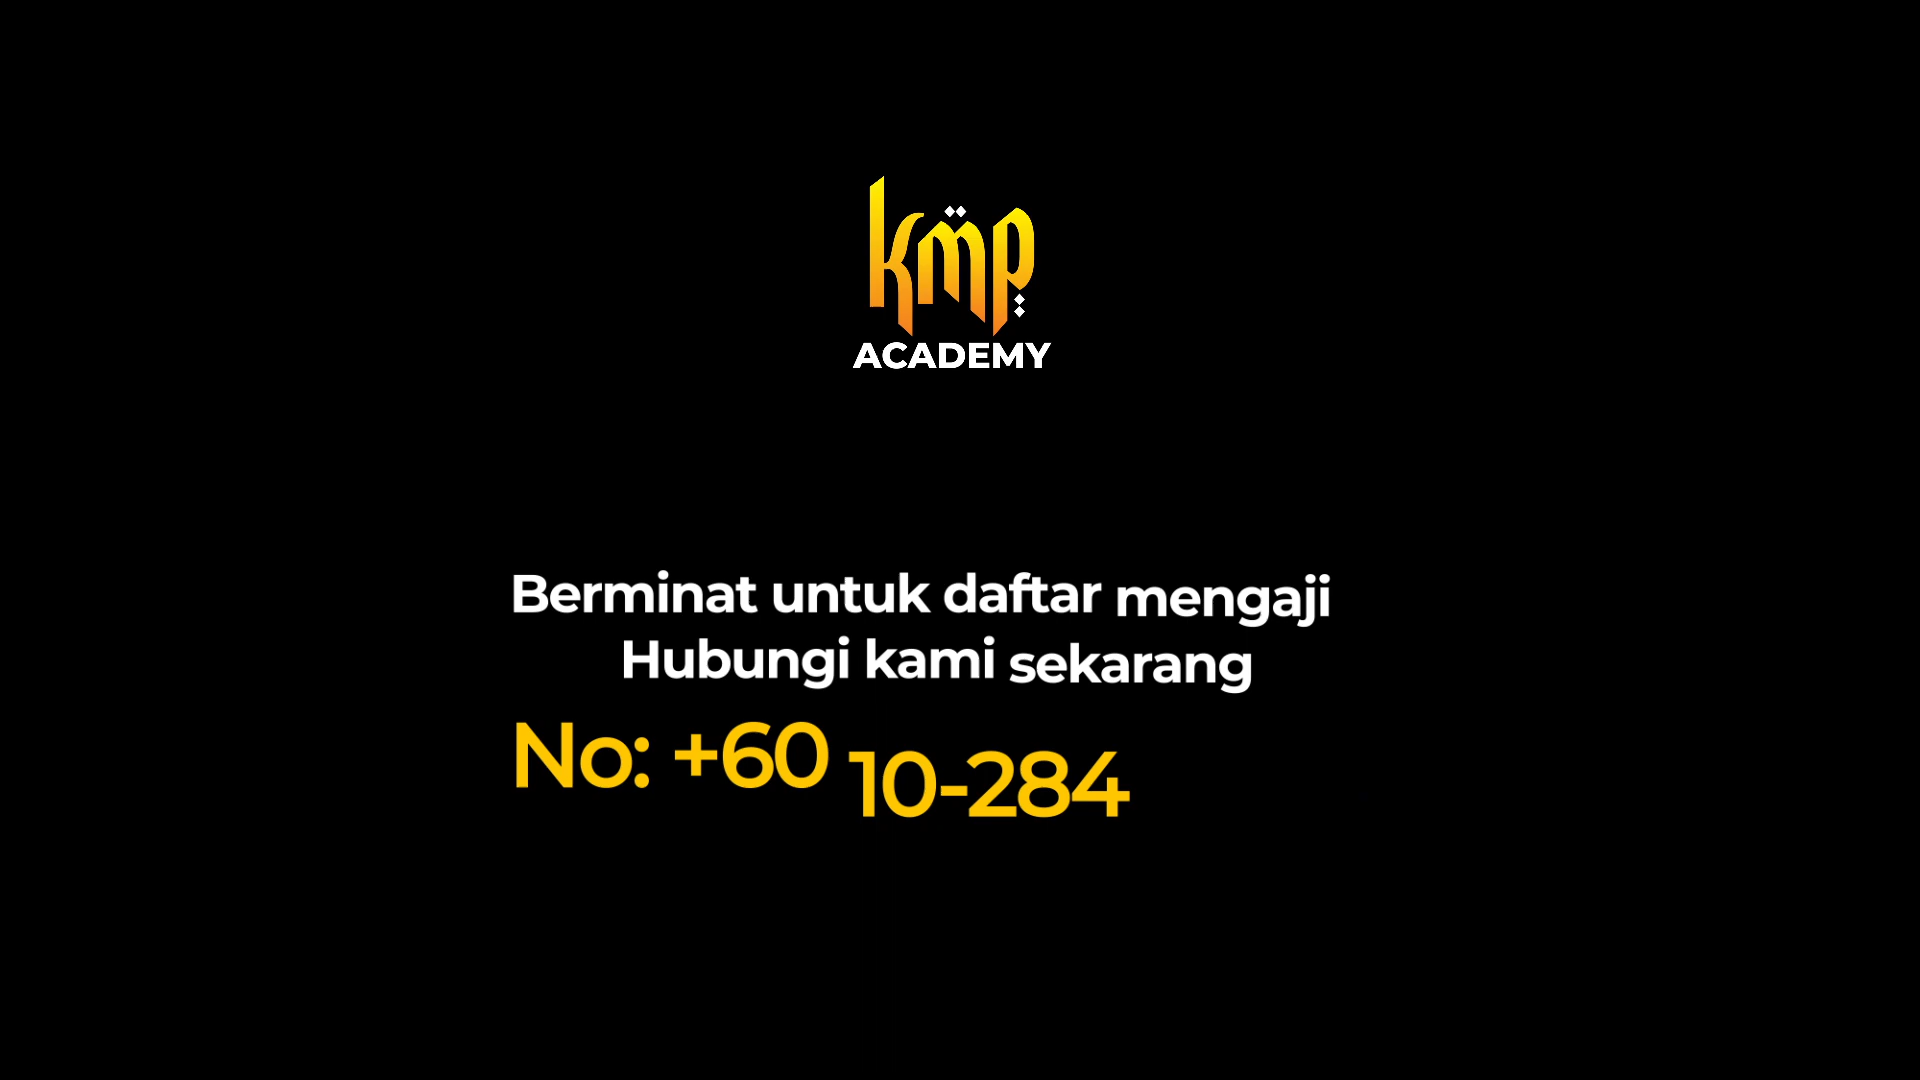 kmp
ACADEMY
Berminat untuk daftar mengaji
Hubungi kami sekarang
No: +60 10-284